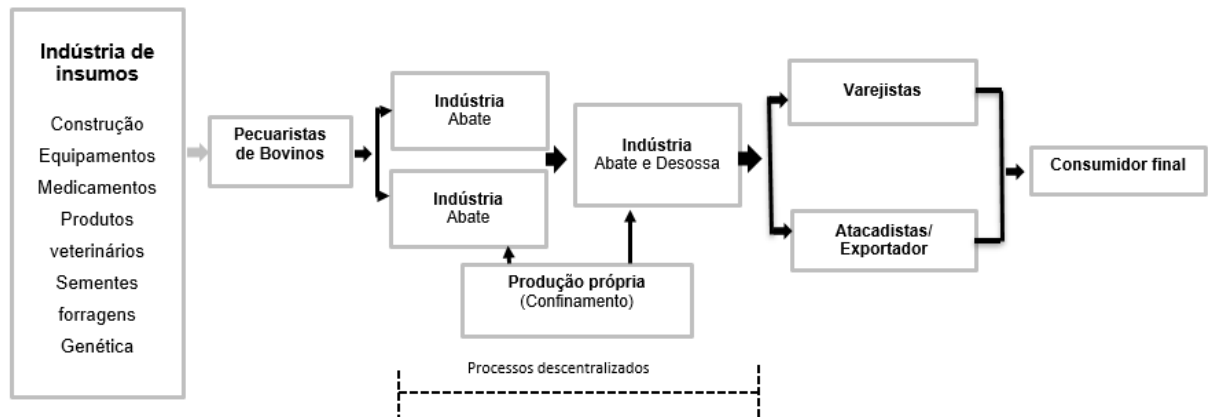 Indústria de
insumos
Construção
Equipamentos
Medicamentos
Produtos
veterinários
Sementes
forragens
Genética
Pecuaristas
de Bovinos
Indústria
Abate
Indústria
Abate
Indústria
Abate e Desossa
Produção própria
(Confinamento)
Varejistas
Atacadistas/
Exportador
Consumidor final
Processos descentralizados